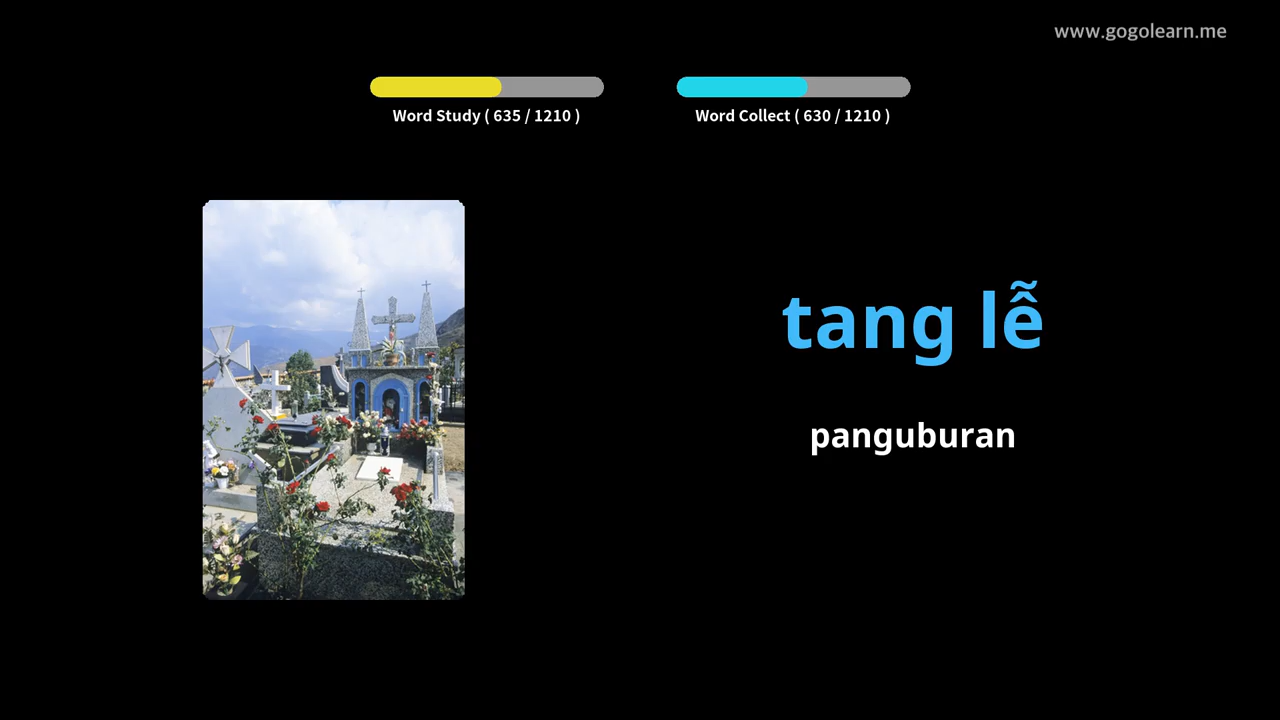 www.gogolearn.me
Word Study ( 635 / 1210 )
Word Collect ( 630 / 1210 )
tang lễ
panguburan